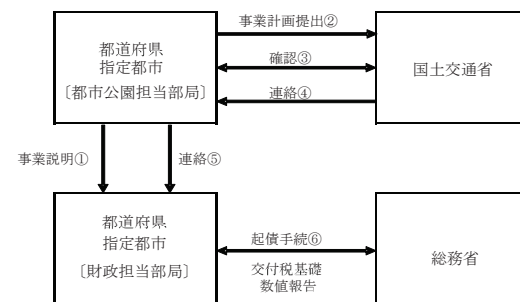 事業計画提出②
都道府県
指定都市
〔都市公園担当部局〕
確認③
国土交通省
連絡④
事業説明①
連絡⑤
都道府県
指定都市
〔財政担当部局〕
起債手続⑥
交付税基礎
数値報告
総務省